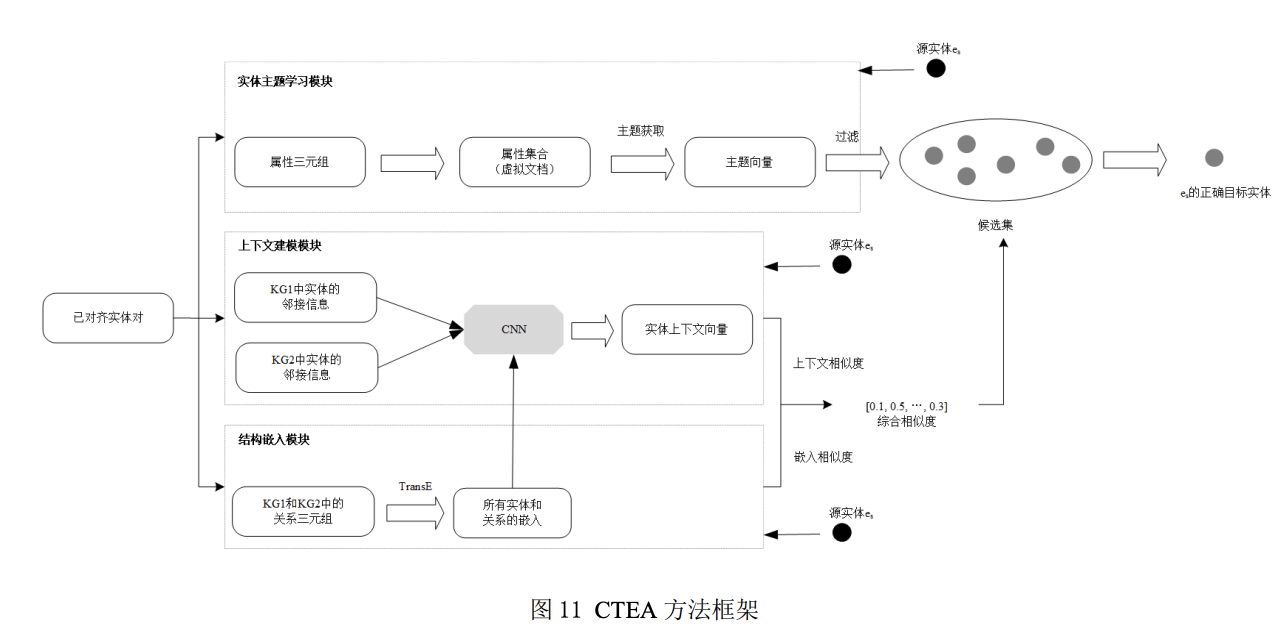 源实体es
实体主题学习模块
属性三元组
属性集合
（虚拟文档）
主题获取
主题向量
过滤
候选集
es的正确目标实体
已对齐实体对
上下文建模模块
KG1中实体的
邻接信息
KG2中实体的
邻接信息
CNN
实体上下文向量
源实体es
上下文相似度
[0.1, 0.5, …, 0.3]
综合相似度
嵌入相似度
结构嵌入模块
KG1和KG2中的
关系三元组
TransE
所有实体和
关系的嵌入
源实体es
图 11 CTEA 方法框架